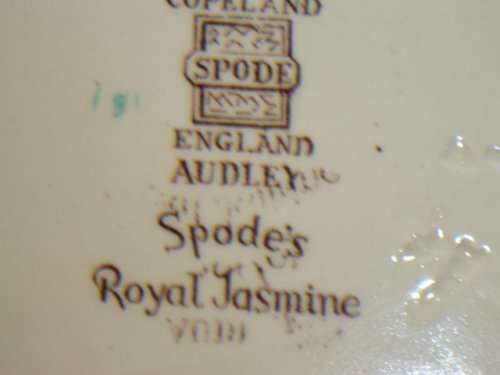 COPELAND
SPODE
ENGLAND
AUDLEY
Spode's
Royal Jasmine